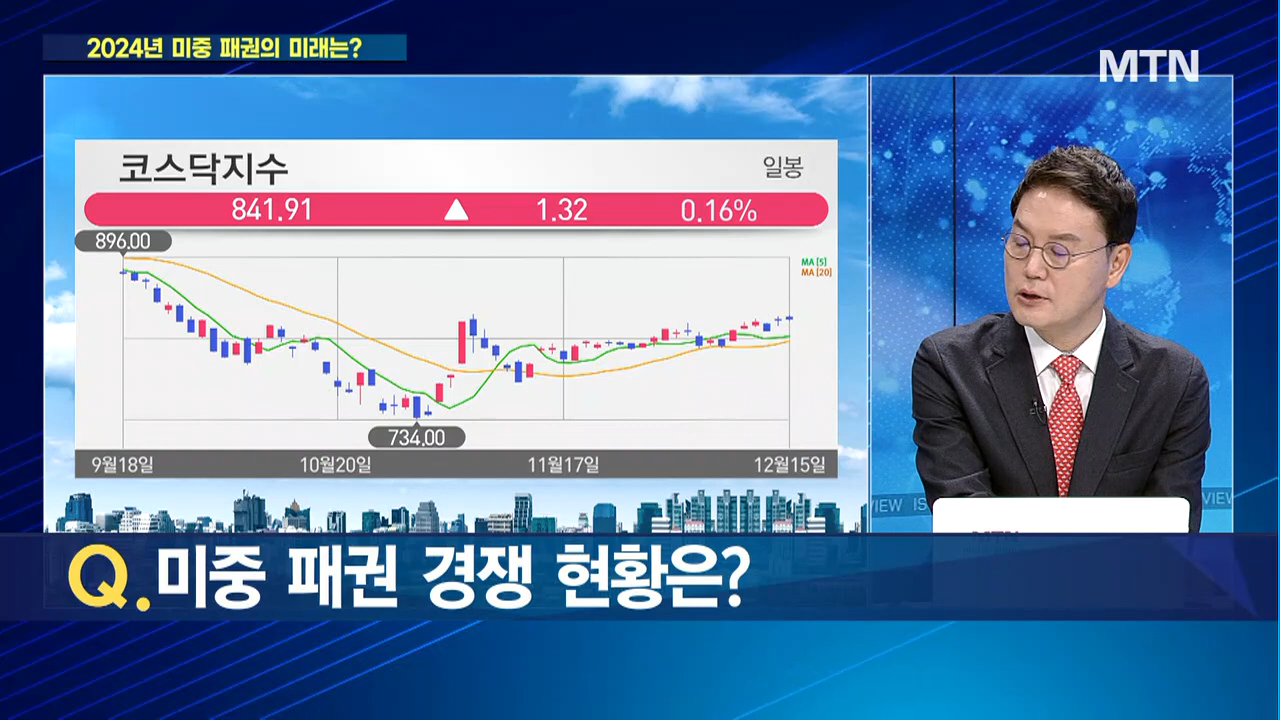 2024년 미중 패권의 미래는?
MTN
코스닥지수
일봉
841.91 ▲ 1.32 0.16%
896.00
MA [5]
MA [20]
734.00
9월18일 10월20일 11월17일 12월15일
VIEW IS
VIEW
Q.미중 패권 경쟁 현황은?